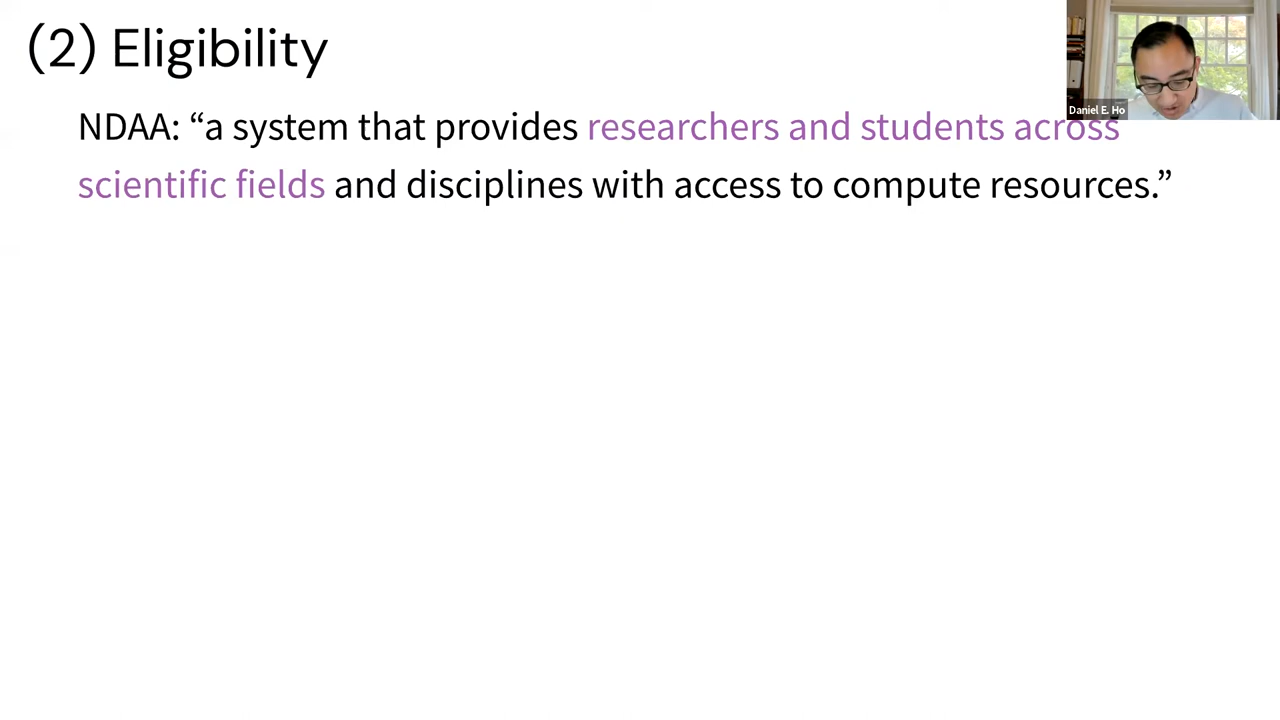 (2) Eligibility
Daniel E. Ho
NDAA: “a system that provides researchers and students across
scientific fields and disciplines with access to compute resources.”